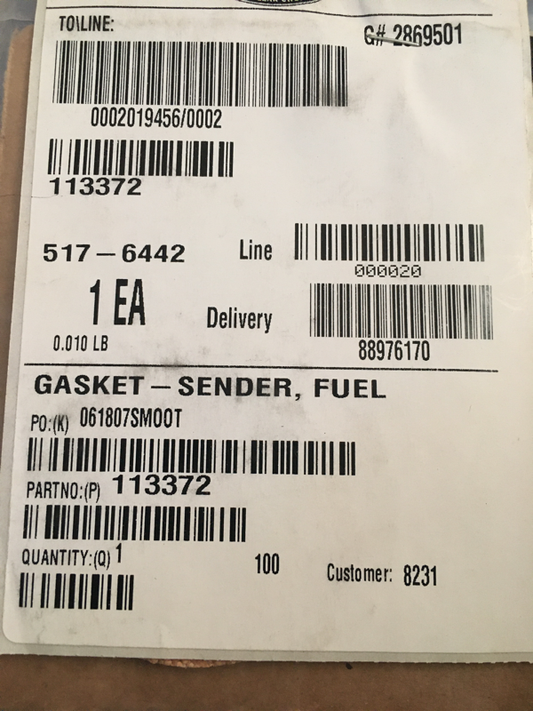 TO\LINE:
G# 2869501
0002019456/0002
113372
517-6442
Line
000020
1 EA
Delivery
0.010 LB
88976170
GASKET-SENDER, FUEL
PO:(K) 061807SMOOT
PARTNO:(P) 113372
QUANTITY:(Q) 1
100
Customer: 8231